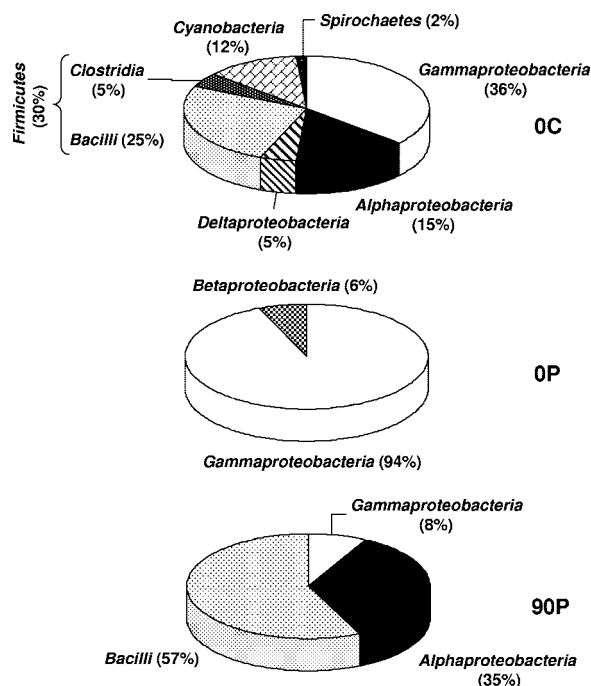 Spirochaetes (2%)
Cyanobacteria
(12%)
Clostridia
(5%)
Gammaproteobacteria
(36%)
Firmicutes
(30%)
0C
Bacilli (25%)
Alphaproteobacteria
(15%)
Deltaproteobacteria
(5%)
Betaproteobacteria (6%)
0P
Gammaproteobacteria (94%)
Gammaproteobacteria
(8%)
90P
Bacilli (57%)
Alphaproteobacteria
(35%)